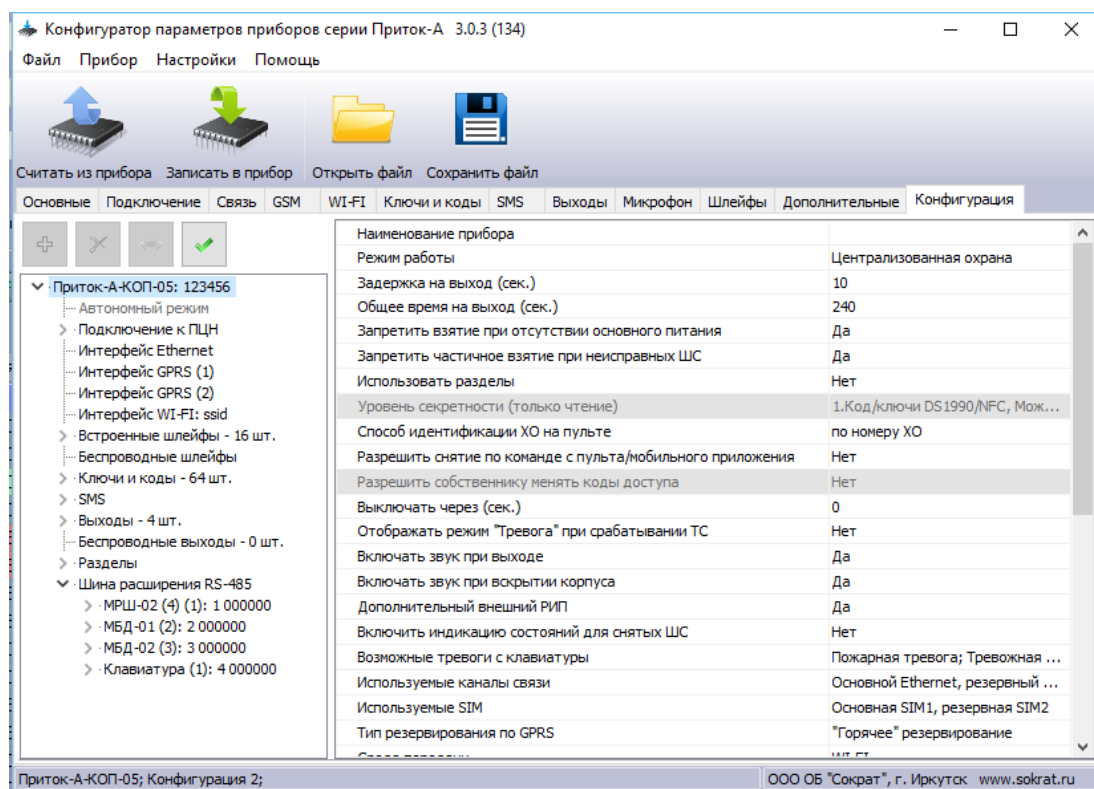 Конфигуратор параметров приборов серии Приток-А 3.0.3 (134)
Файл Прибор Настройки Помощь
Считать из прибора Записать в прибор Открыть файл Сохранить файл
Основные Подключение Связь GSM WI-FI Ключи и коды SMS Выходы Микрофон Шлейфы Дополнительные Конфигурация
Приток-А-КОП-05: 123456
Автономный режим
Подключение к ПЦН
Интерфейс Ethernet
Интерфейс GPRS (1)
Интерфейс GPRS (2)
Интерфейс WI-FI: ssid
Встроенные шлейфы - 16 шт.
Беспроводные шлейфы
Ключи и коды - 64 шт.
SMS
Выходы - 4 шт.
Беспроводные выходы - 0 шт.
Разделы
Шина расширения RS-485
МРШ-02 (4) (1): 1 000000
МБД-01 (2): 2 000000
МБД-02 (3): 3 000000
Клавиатура (1): 4 000000
Наименование прибора
Режим работы Централизованная охрана
Задержка на выход (сек.) 10
Общее время на выход (сек.) 240
Запретить взятие при отсутствии основного питания Да
Запретить частичное взятие при неисправных ШС Да
Использовать разделы Нет
Уровень секретности (только чтение) 1.Код/ключи DS1990/NFC, Мож...
Способ идентификации ХО на пульте по номеру ХО
Разрешить снятие по команде с пульта/мобильного приложения Нет
Разрешить собственнику менять коды доступа Нет
Выключать через (сек.) 0
Отображать режим "Тревога" при срабатывании ТС Нет
Включать звук при выходе Да
Включать звук при вскрытии корпуса Да
Дополнительный внешний РИП Да
Включить индикацию состояний для снятых ШС Нет
Возможные тревоги с клавиатуры Пожарная тревога; Тревожная ...
Используемые каналы связи Основной Ethernet, резервный ...
Используемые SIM Основная SIM1, резервная SIM2
Тип резервирования по GPRS "Горячее" резервирование
Приток-А-КОП-05; Конфигурация 2; ООО ОБ "Сократ", г. Иркутск www.sokrat.ru